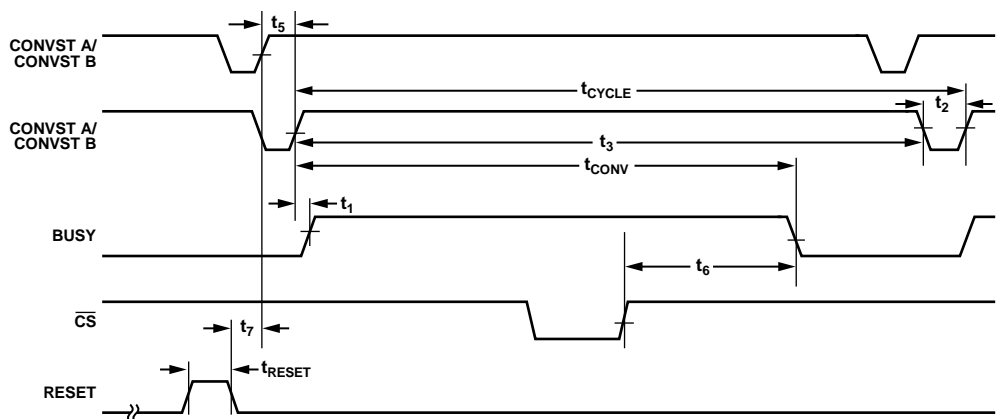 t5
CONVST A/
CONVST B
tCYCLE
t2
CONVST A/
CONVST B
t3
tCONV
t1
BUSY
t6
CS
t7
tRESET
RESET